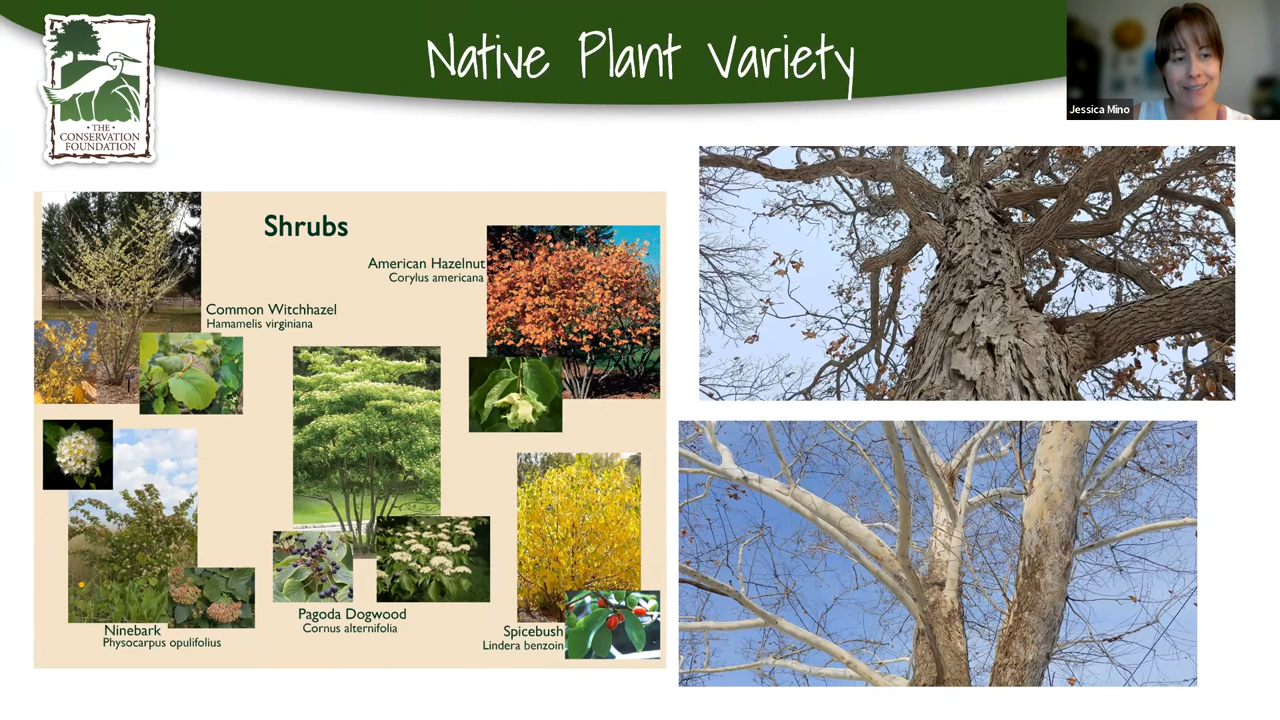 Native Plant Variety
Jessica Mino
• THE •
CONSERVATION
FOUNDATION
Shrubs
American Hazelnut
Corylus americana
Common Witchhazel
Hamamelis virginiana
Ninebark
Physocarpus opulifolius
Pagoda Dogwood
Cornus alternifolia
Spicebush
Lindera benzoin